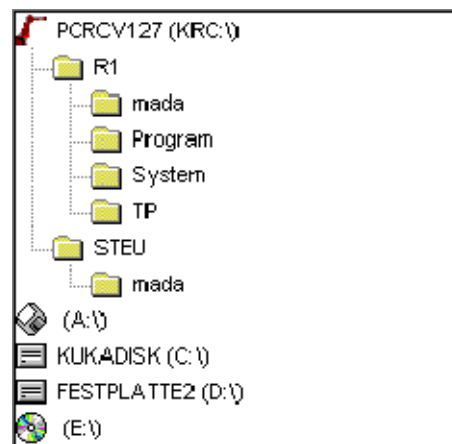 PCRCV127 (KRC:\)
R1
mada
Program
System
TP
STEU
mada
(A:\)
KUKADISK (C:\)
FESTPLATTE2 (D:\)
(E:\)